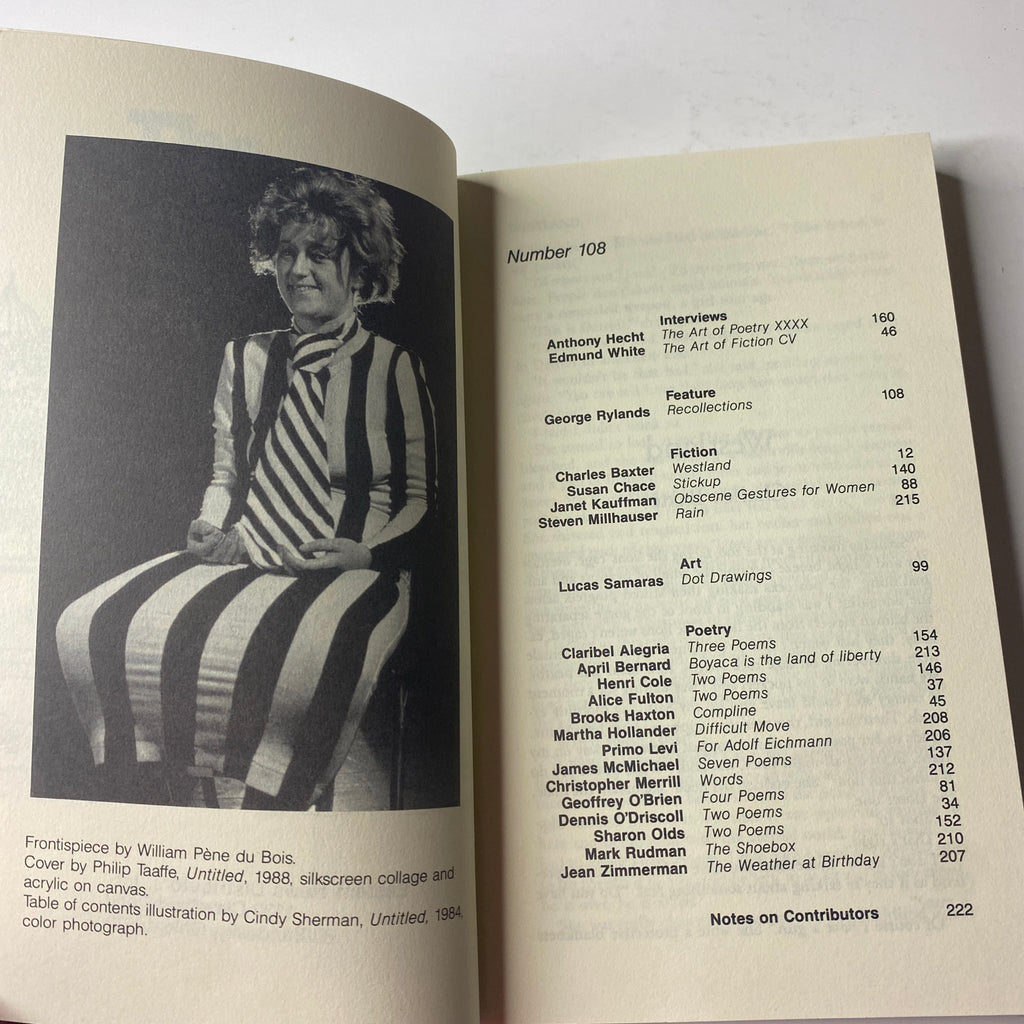 Frontispiece by William Pène du Bois.
Cover by Philip Taaffe, Untitled, 1988, silkscreen collage and
acrylic on canvas.
Table of contents illustration by Cindy Sherman, Untitled, 1984,
color photograph.
Number 108
Interviews
Anthony Hecht The Art of Poetry XXXX 160
Edmund White The Art of Fiction CV 46
Feature
George Rylands Recollections 108
Fiction
Charles Baxter Westland 12
Susan Chace Stickup 140
Janet Kauffman Obscene Gestures for Women 88
Steven Millhauser Rain 215
Art
Lucas Samaras Dot Drawings 99
Poetry
Claribel Alegria Three Poems 154
April Bernard Boyaca is the land of liberty 213
Henri Cole Two Poems 146
Alice Fulton Two Poems 37
Brooks Haxton Compline 45
Martha Hollander Difficult Move 208
Primo Levi For Adolf Eichmann 206
James McMichael Seven Poems 137
Christopher Merrill Words 212
Geoffrey O'Brien Four Poems 81
Dennis O'Driscoll Two Poems 34
Sharon Olds Two Poems 152
Mark Rudman The Shoebox 210
Jean Zimmerman The Weather at Birthday 207
Notes on Contributors 222